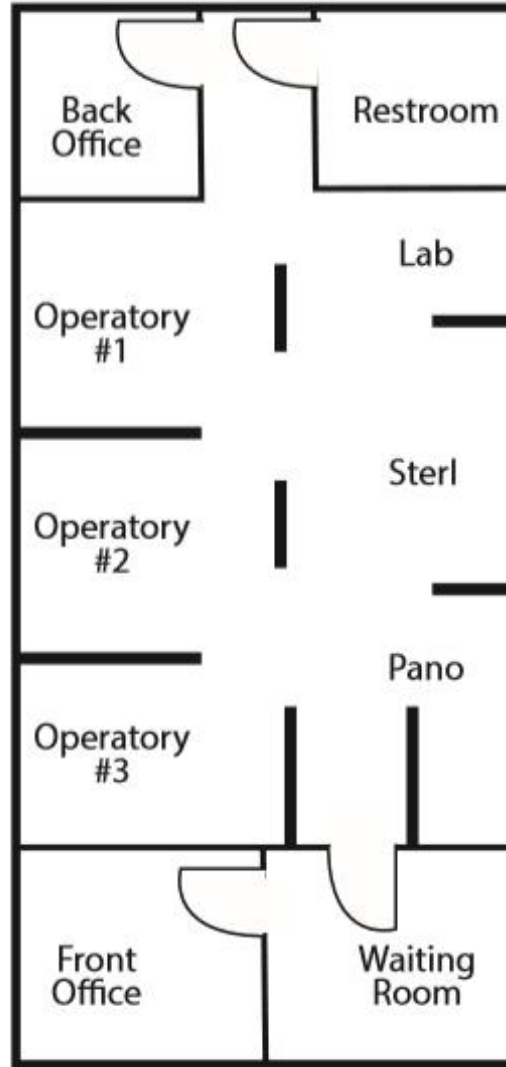 Back
Office
Restroom
Lab
Operatory
#1
Sterl
Operatory
#2
Pano
Operatory
#3
Front
Office
Waiting
Room